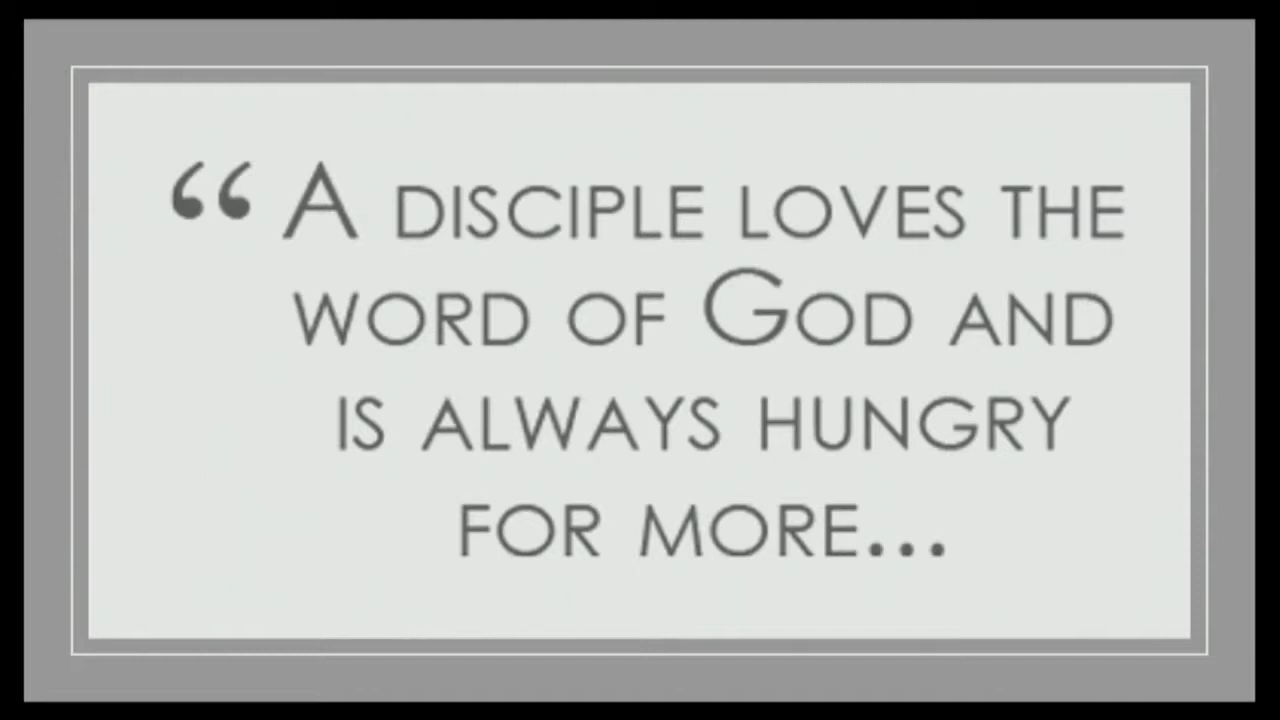 “ A DISCIPLE LOVES THE
WORD OF GOD AND
IS ALWAYS HUNGRY
FOR MORE...